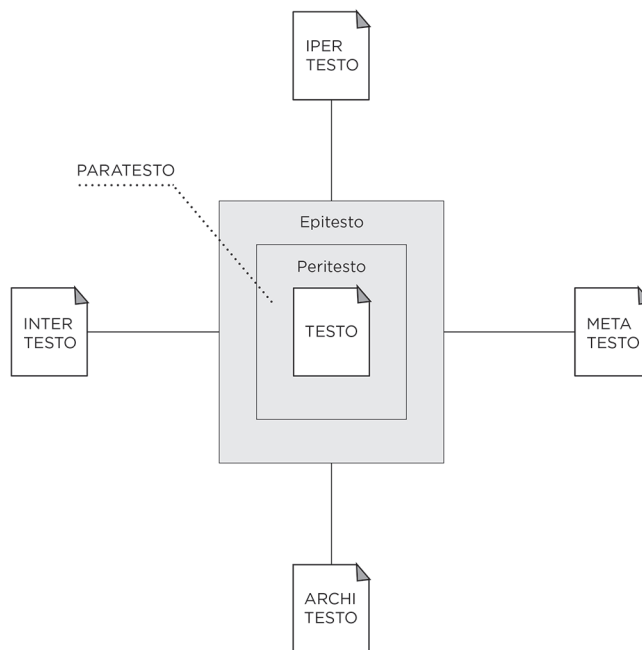 IPER
TESTO
PARATESTO
Epitesto
Peritesto
INTER
TESTO
TESTO
META
TESTO
ARCHI
TESTO